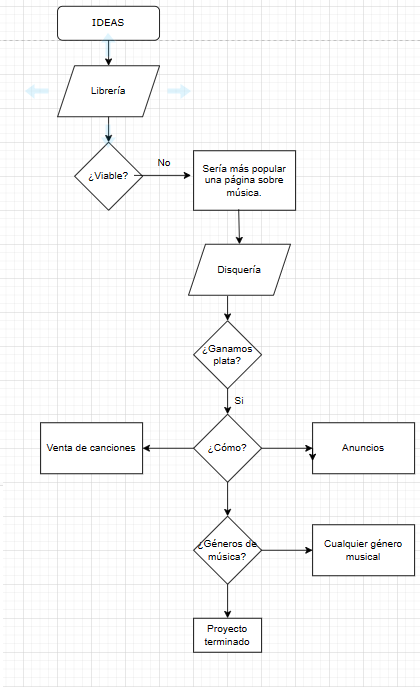 IDEAS
Librería
¿Viable?
No
Sería más popular
una página sobre
música.
Disquería
¿Ganamos
plata?
Si
Venta de canciones
¿Cómo?
Anuncios
¿Géneros de
música?
Cualquier género
musical
Proyecto
terminado